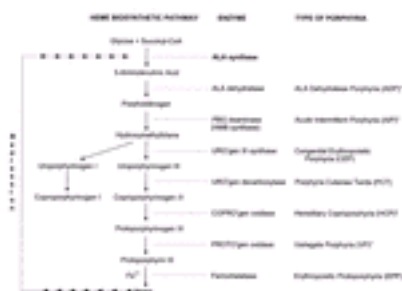 HEME BIOSYNTHETIC PATHWAY ENZYME TYPE OF PORPHYRIA
Glycine + Succinyl-CoA
ALA synthase
5-Aminolevulinic Acid
ALA dehydratase ALA Dehydratase Porphyria (ADP)
Porphobilinogen
PBG deaminase Acute Intermittent Porphyria (AIP)
(HMB synthase)
Hydroxymethylbilane
URO'gen III synthase Congenital Erythropoietic
Porphyria (CEP)
Uroporphyrinogen I Uroporphyrinogen III
URO'gen decarboxylase Porphyria Cutanea Tarda (PCT)
Coproporphyrinogen I Coproporphyrinogen III
COPRO'gen oxidase Hereditary Coproporphyria (HCP)
Protoporphyrinogen IX
PROTO'gen oxidase Variegate Porphyria (VP)
Protoporphyrin IX
Ferrochelatase Erythropoietic Protoporphyria (EPP)